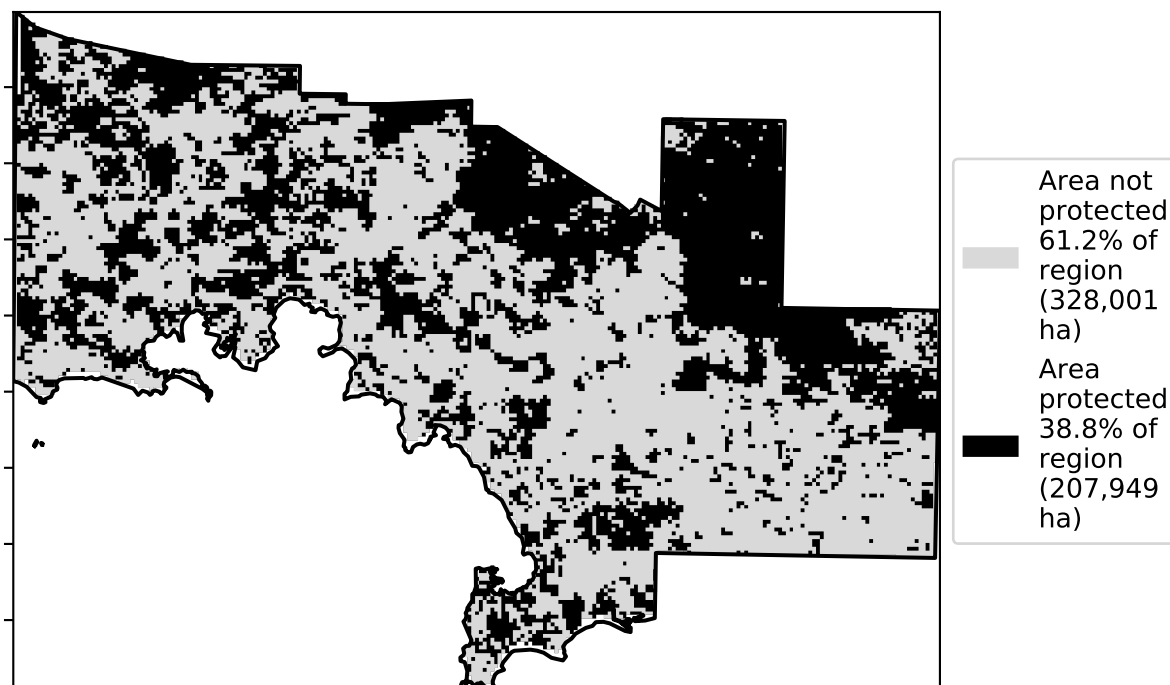 Area not
protected
61.2% of
region
(328,001
ha)
Area
protected
38.8% of
region
(207,949
ha)